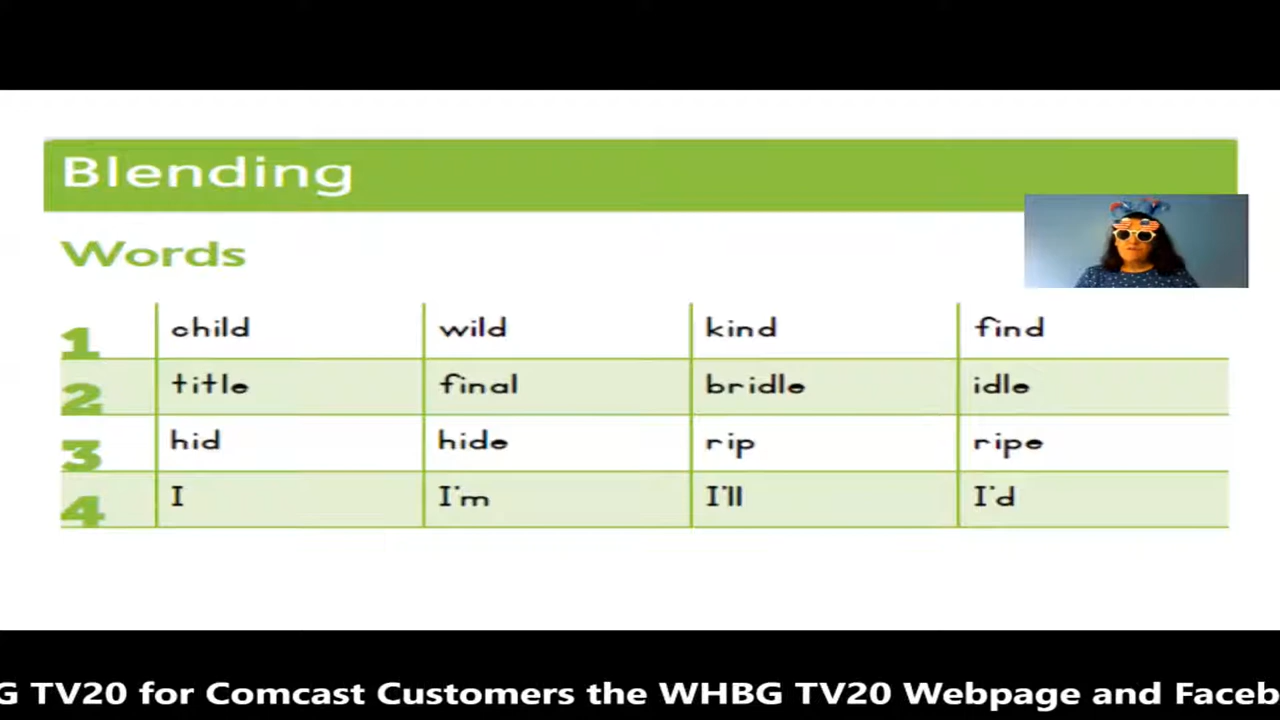 Blending
Words
1 child wild kind find
2 title final bridle idle
3 hid hide rip ripe
4 I I'm I'll I'd
G TV20 for Comcast Customers the WHBG TV20 Webpage and Faceb